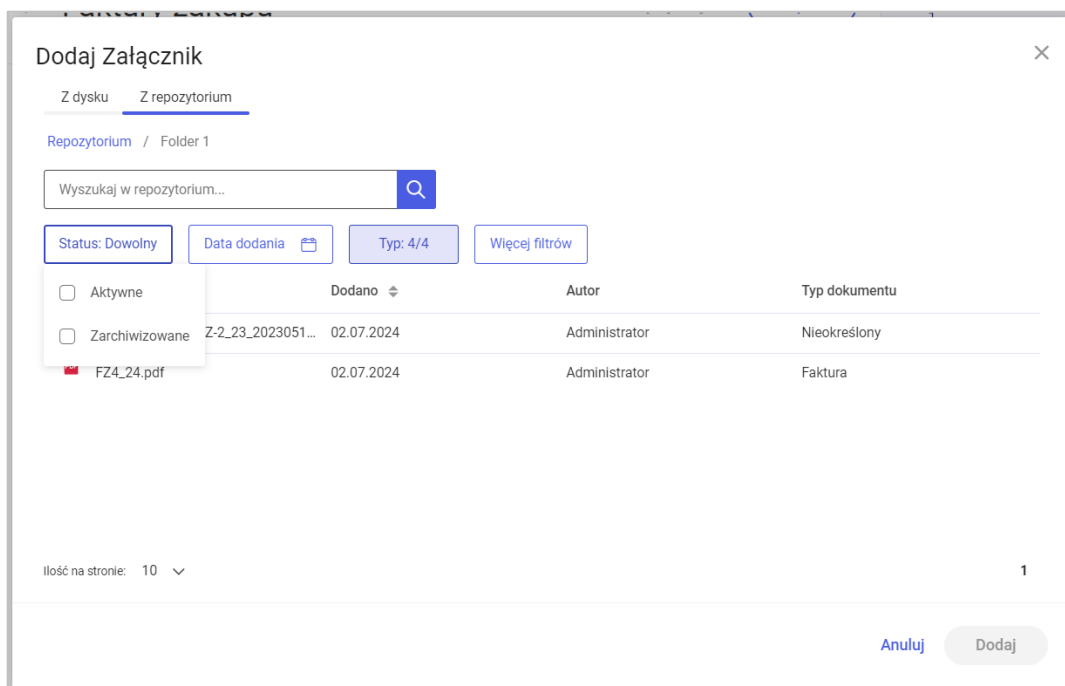 Faktury zakupu
Dodaj Załącznik
Z dysku Z repozytorium
Repozytorium / Folder 1
Wyszukaj w repozytorium...
Status: Dowolny Data dodania Typ: 4/4 Więcej filtrów
Aktywne
Zarchiwizowane
Dodano Autor Typ dokumentu
Z-2_23_2023051... 02.07.2024 Administrator Nieokreślony
FZ4_24.pdf 02.07.2024 Administrator Faktura
Ilość na stronie: 10 1
Anuluj Dodaj